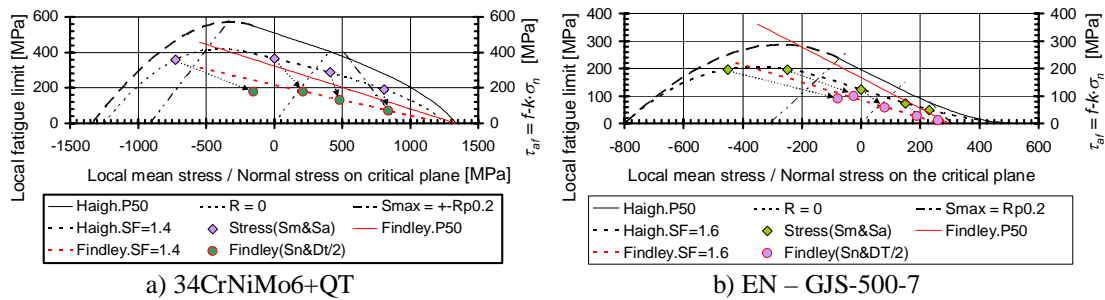 Local fatigue limit [MPa]
600
400
200
0
600
400
200
0
τaf = f-k·σn [MPa]
-1500 -1000 -500 0 500 1000 1500
Local mean stress / Normal stress on critical plane [MPa]
Haigh.P50 R = 0 Smax = +-Rp0.2
Haigh.SF=1.4 Stress(Sm&Sa) Findley.P50
Findley.SF=1.4 Findley(Sn&Dt/2)
a) 34CrNiMo6+QT
Local fatigue limit [MPa]
400
300
200
100
0
400
300
200
100
0
τaf = f-k·σn [MPa]
-800 -600 -400 -200 0 200 400 600
Local mean stress / Normal stress on the critical plane
Haigh.P50 R = 0 Smax = Rp0.2
Haigh.SF=1.6 Stress(Sm&Sa) Findley.P50
Findley.SF=1.6 Findley(Sn&DT/2)
b) EN – GJS-500-7